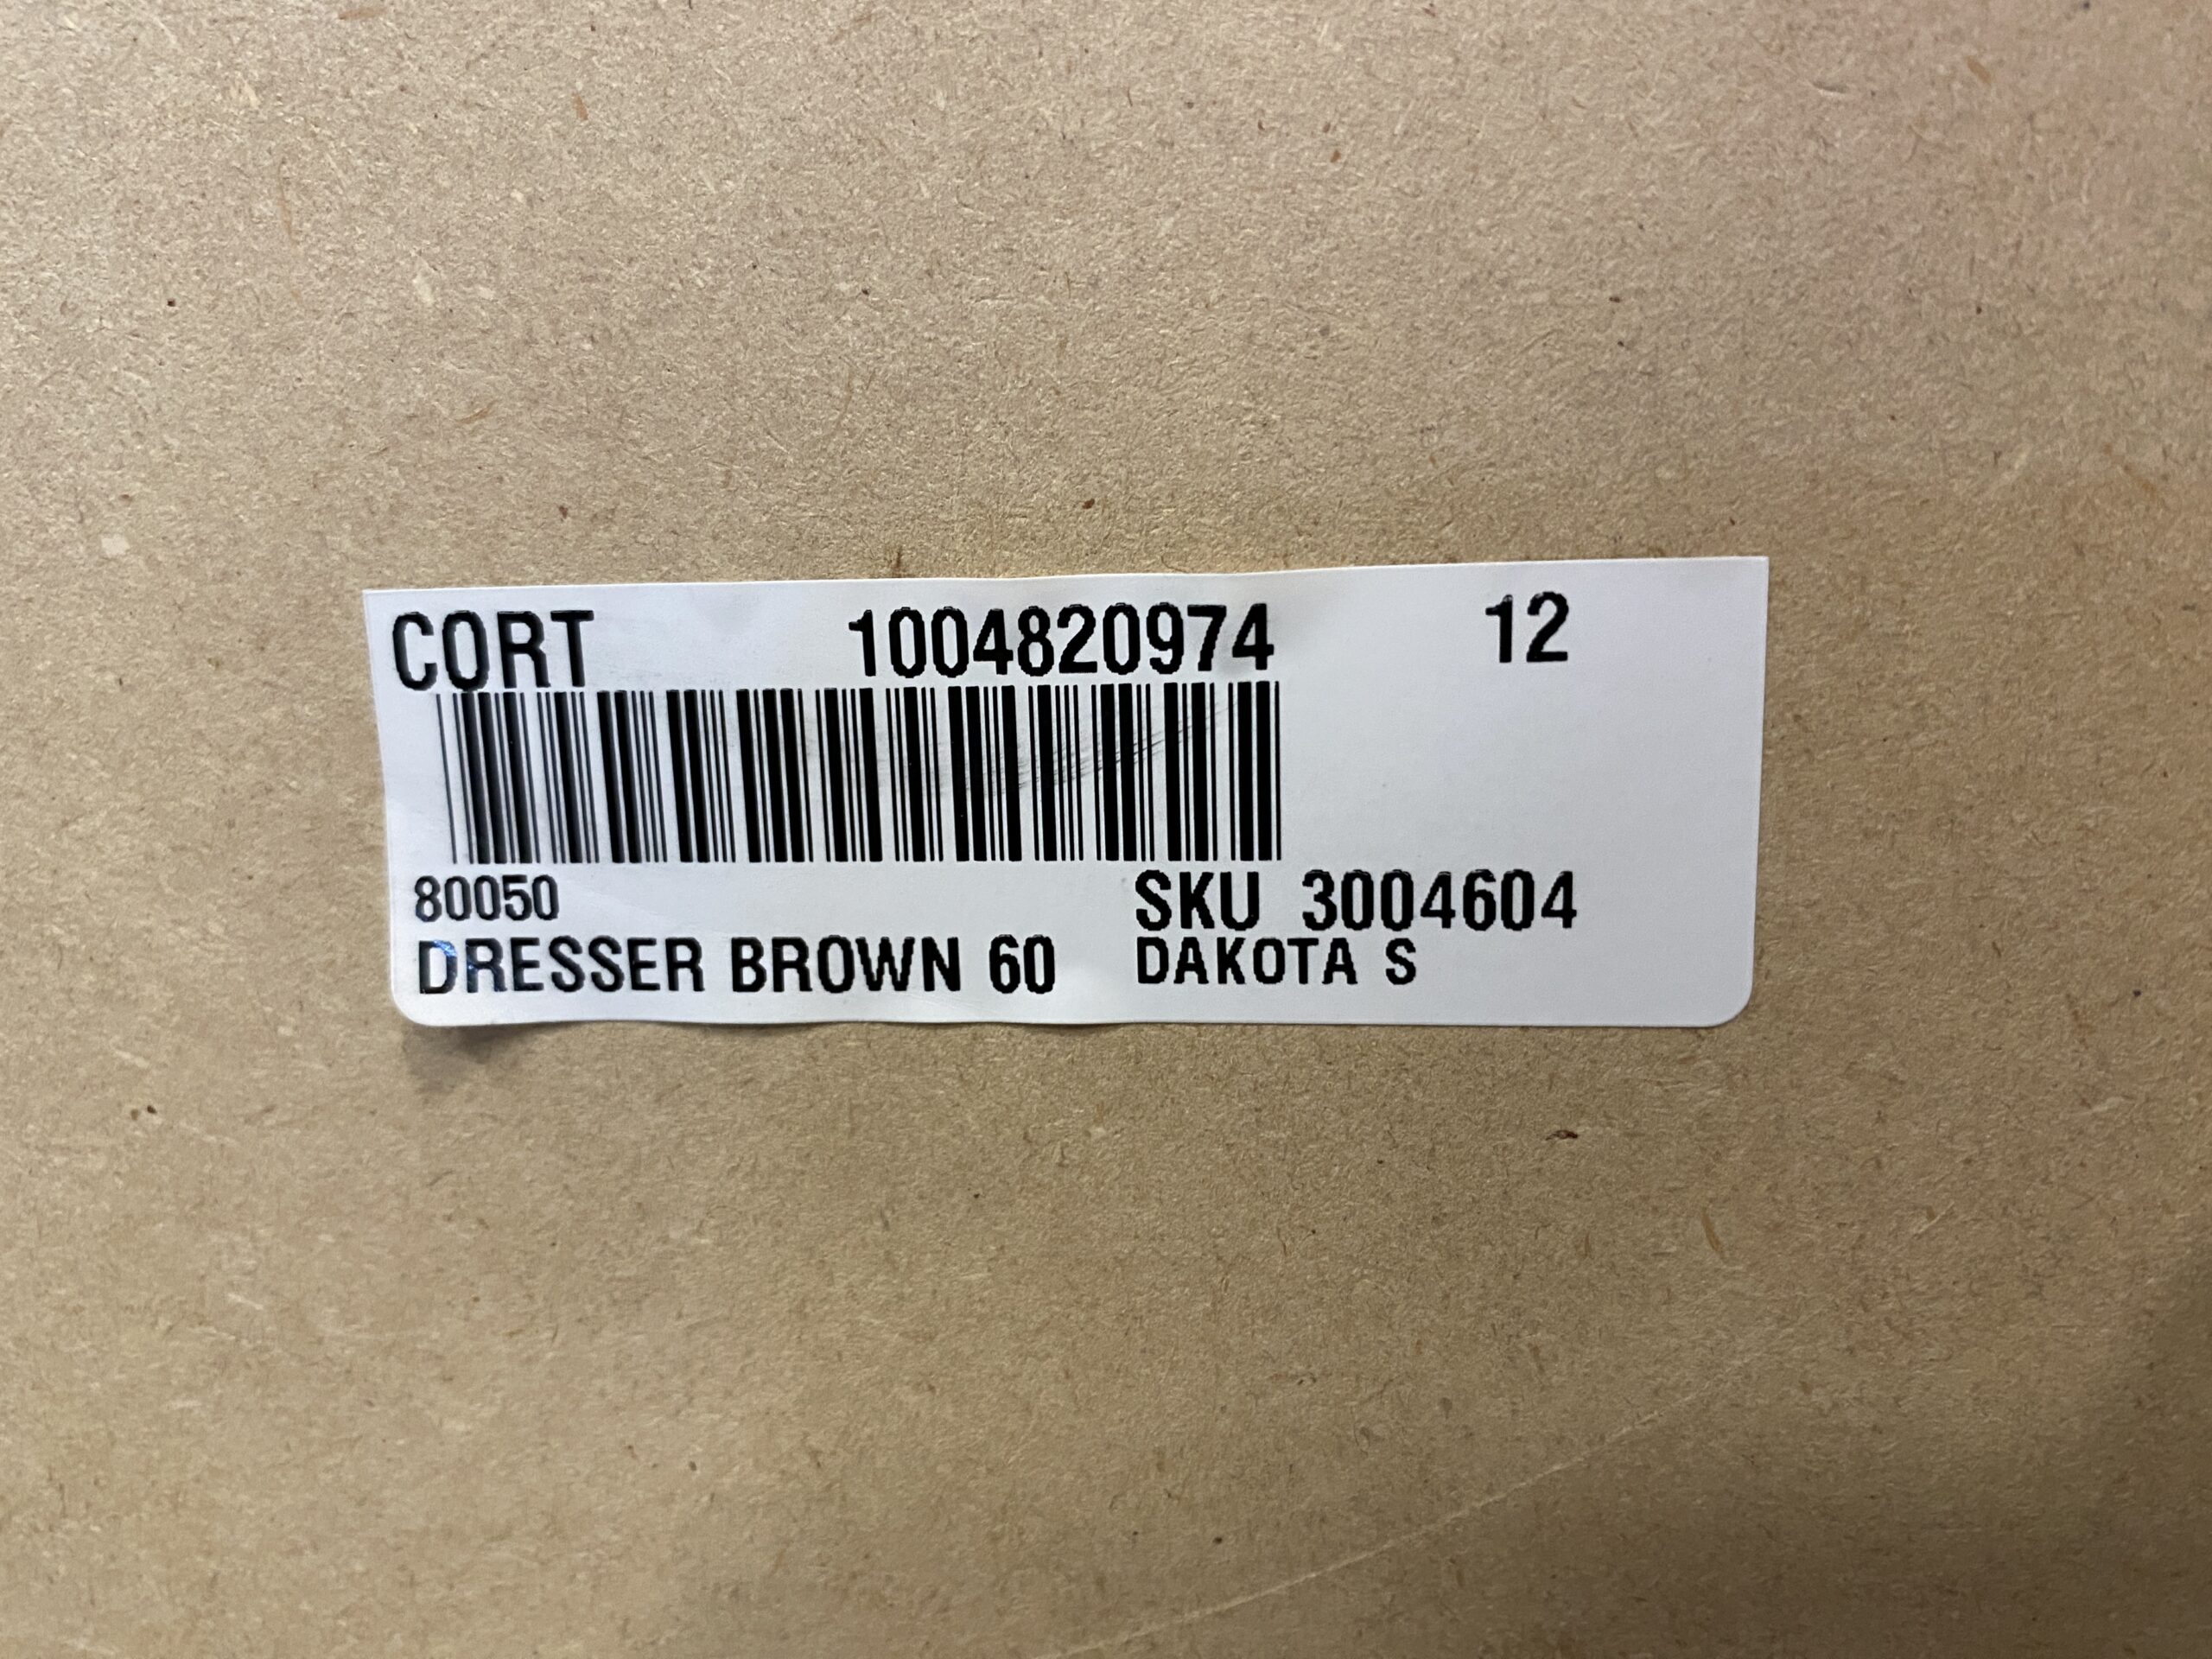 CORT 1004820974 12
80050 SKU 3004604
DRESSER BROWN 60 DAKOTA S